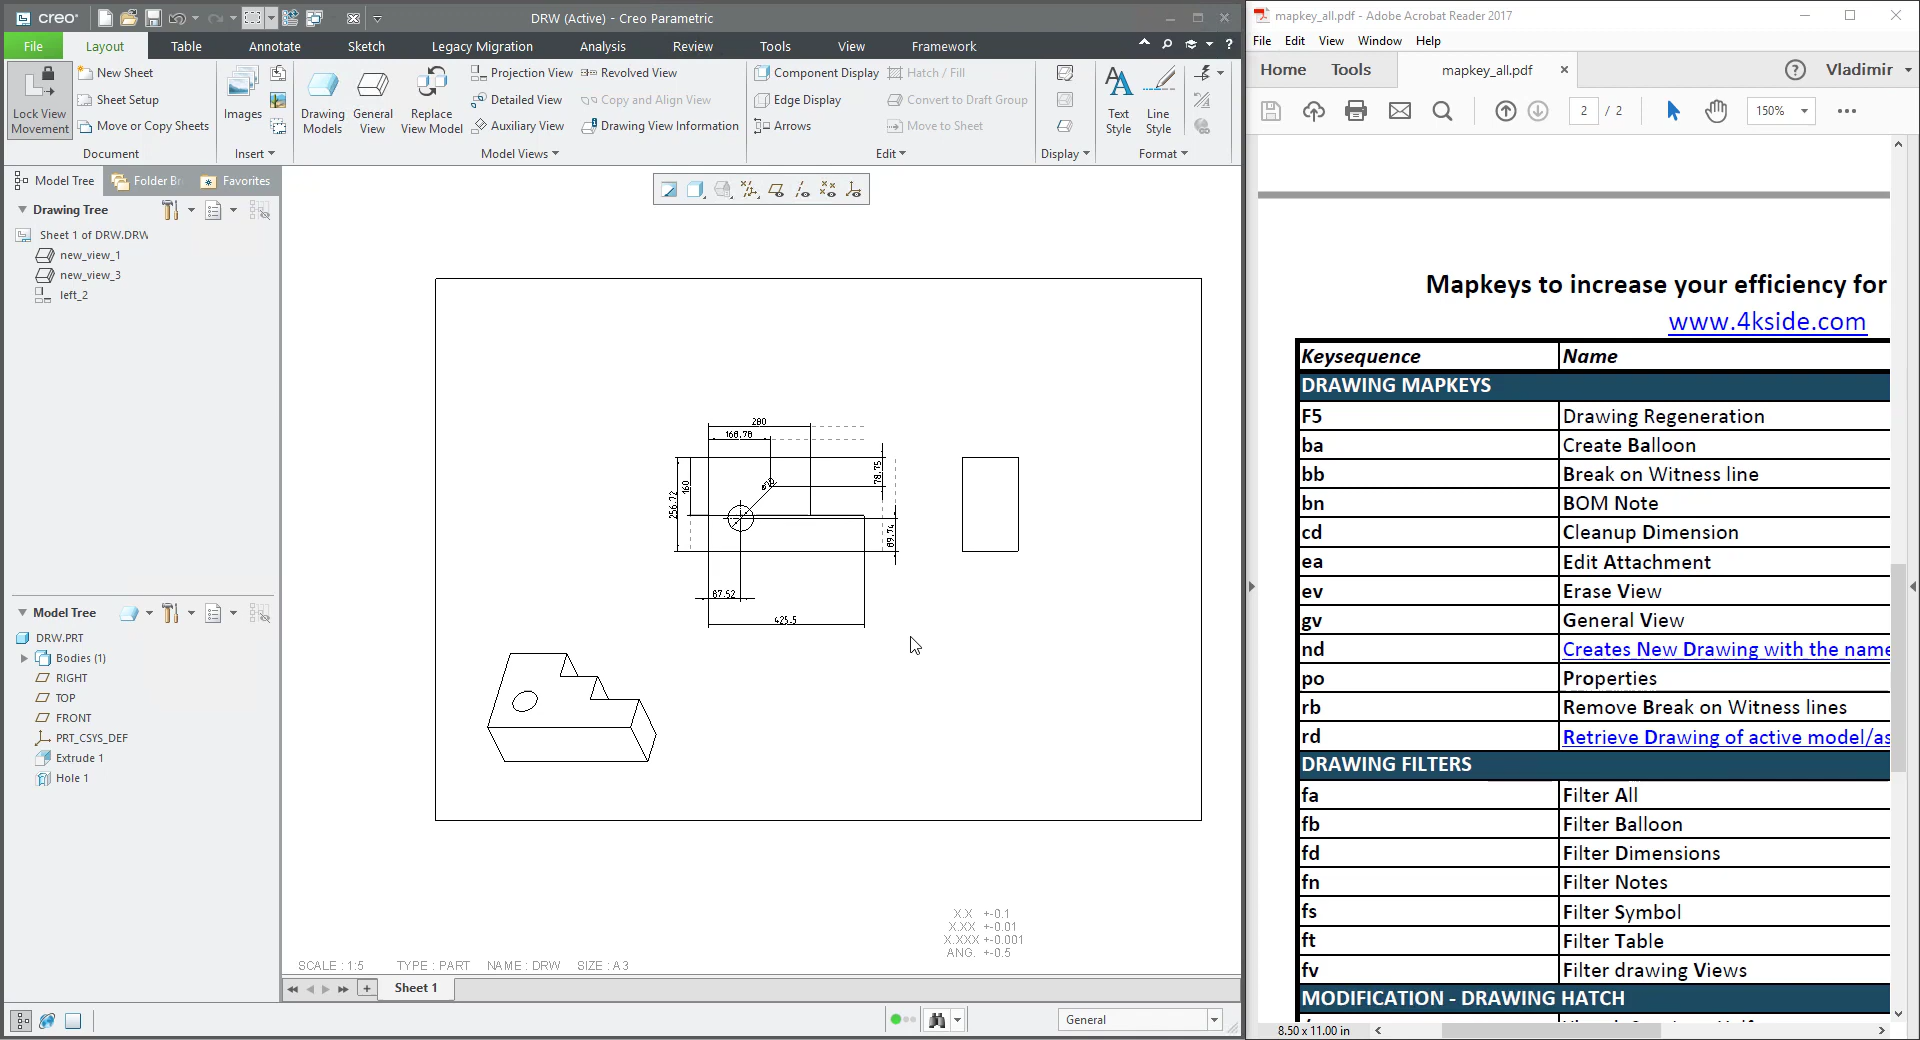 creo DRW (Active) - Creo Parametric
File Layout Table Annotate Sketch Legacy Migration Analysis Review Tools View Framework
Lock View Movement
New Sheet
Sheet Setup
Move or Copy Sheets
Document
Images
Insert
Drawing Models
General View
Replace View Model
Projection View
Detailed View
Auxiliary View
Revolved View
Copy and Align View
Drawing View Information
Model Views
Component Display
Edge Display
Arrows
Hatch / Fill
Convert to Draft Group
Move to Sheet
Edit
Display
Text Style
Line Style
Format
Model Tree Folder Br Favorites
Drawing Tree
Sheet 1 of DRW.DRW
new_view_1
new_view_3
left_2
Model Tree
DRW.PRT
Bodies (1)
RIGHT
TOP
FRONT
PRT_CSYS_DEF
Extrude 1
Hole 1
280
168.78
78.75
160
256.72
89.74
87.52
425.5
X.X +-0.1
X.XX +-0.01
X.XXX +-0.001
ANG. +-0.5
SCALE : 1:5 TYPE : PART NAME : DRW SIZE : A3
Sheet 1
General
mapkey_all.pdf - Adobe Acrobat Reader 2017
File Edit View Window Help
Home Tools mapkey_all.pdf × ? Vladimir
2 / 2 150%
Mapkeys to increase your efficiency for
www.4kside.com
Keysequence Name
DRAWING MAPKEYS
F5 Drawing Regeneration
ba Create Balloon
bb Break on Witness line
bn BOM Note
cd Cleanup Dimension
ea Edit Attachment
ev Erase View
gv General View
nd Creates New Drawing with the name
po Properties
rb Remove Break on Witness lines
rd Retrieve Drawing of active model/as
DRAWING FILTERS
fa Filter All
fb Filter Balloon
fd Filter Dimensions
fn Filter Notes
fs Filter Symbol
ft Filter Table
fv Filter drawing Views
MODIFICATION - DRAWING HATCH
8.50 x 11.00 in